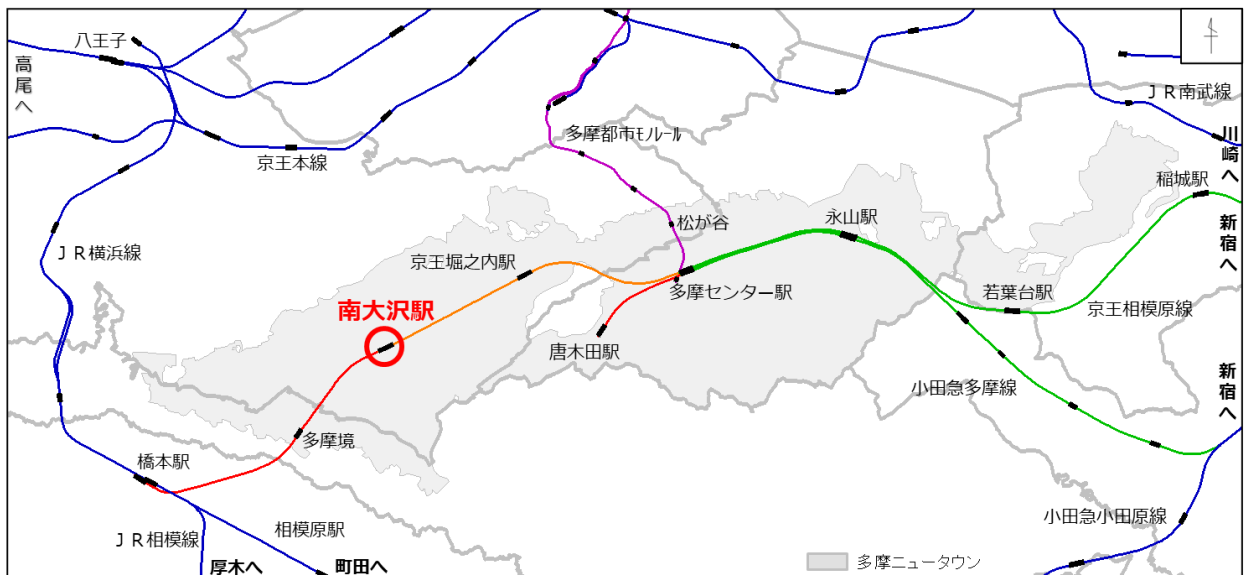 八王子
高尾へ
ＪＲ南武線
多摩都市ﾓﾉﾚｰﾙ
川崎へ
京王本線
稲城駅
松が谷
永山駅
新宿へ
ＪＲ横浜線
京王堀之内駅
多摩センター駅
若葉台駅
南大沢駅
京王相模原線
唐木田駅
新宿へ
小田急多摩線
多摩境
橋本駅
小田急小田原線
相模原駅
ＪＲ相模線
厚木へ
町田へ
多摩ニュータウン